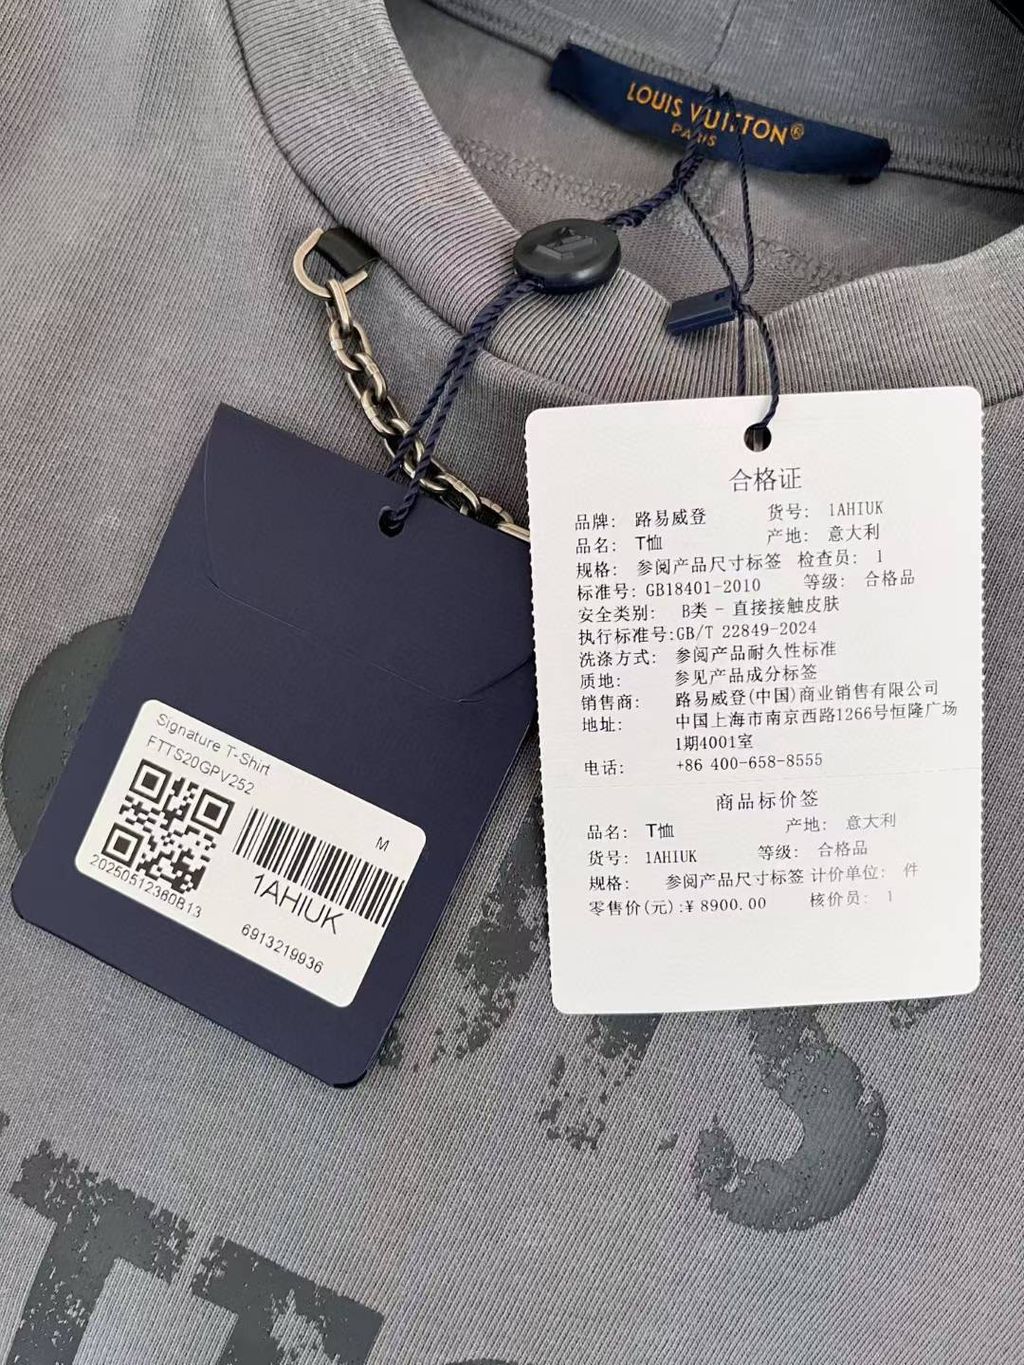 LOUIS VUITTON®
PARIS
合格证
品牌: 路易威登 货号: 1AHIUK
品名: T恤 产地: 意大利
规格: 参阅产品尺寸标签 检查员: 1
标准号: GB18401-2010 等级: 合格品
安全类别: B类 - 直接接触皮肤
执行标准号:GB/T 22849-2024
洗涤方式: 参阅产品耐久性标准
质地: 参见产品成分标签
销售商: 路易威登(中国)商业销售有限公司
地址: 中国上海市南京西路1266号恒隆广场
1期4001室
电话: +86 400-658-8555
商品标价签
品名: T恤 产地: 意大利
货号: 1AHIUK 等级: 合格品
规格: 参阅产品尺寸标签 计价单位: 件
零售价(元):¥ 8900.00 核价员: 1
Signature T-Shirt
FTTS20GPV252
M
1AHIUK
20250512380B13
6913219936